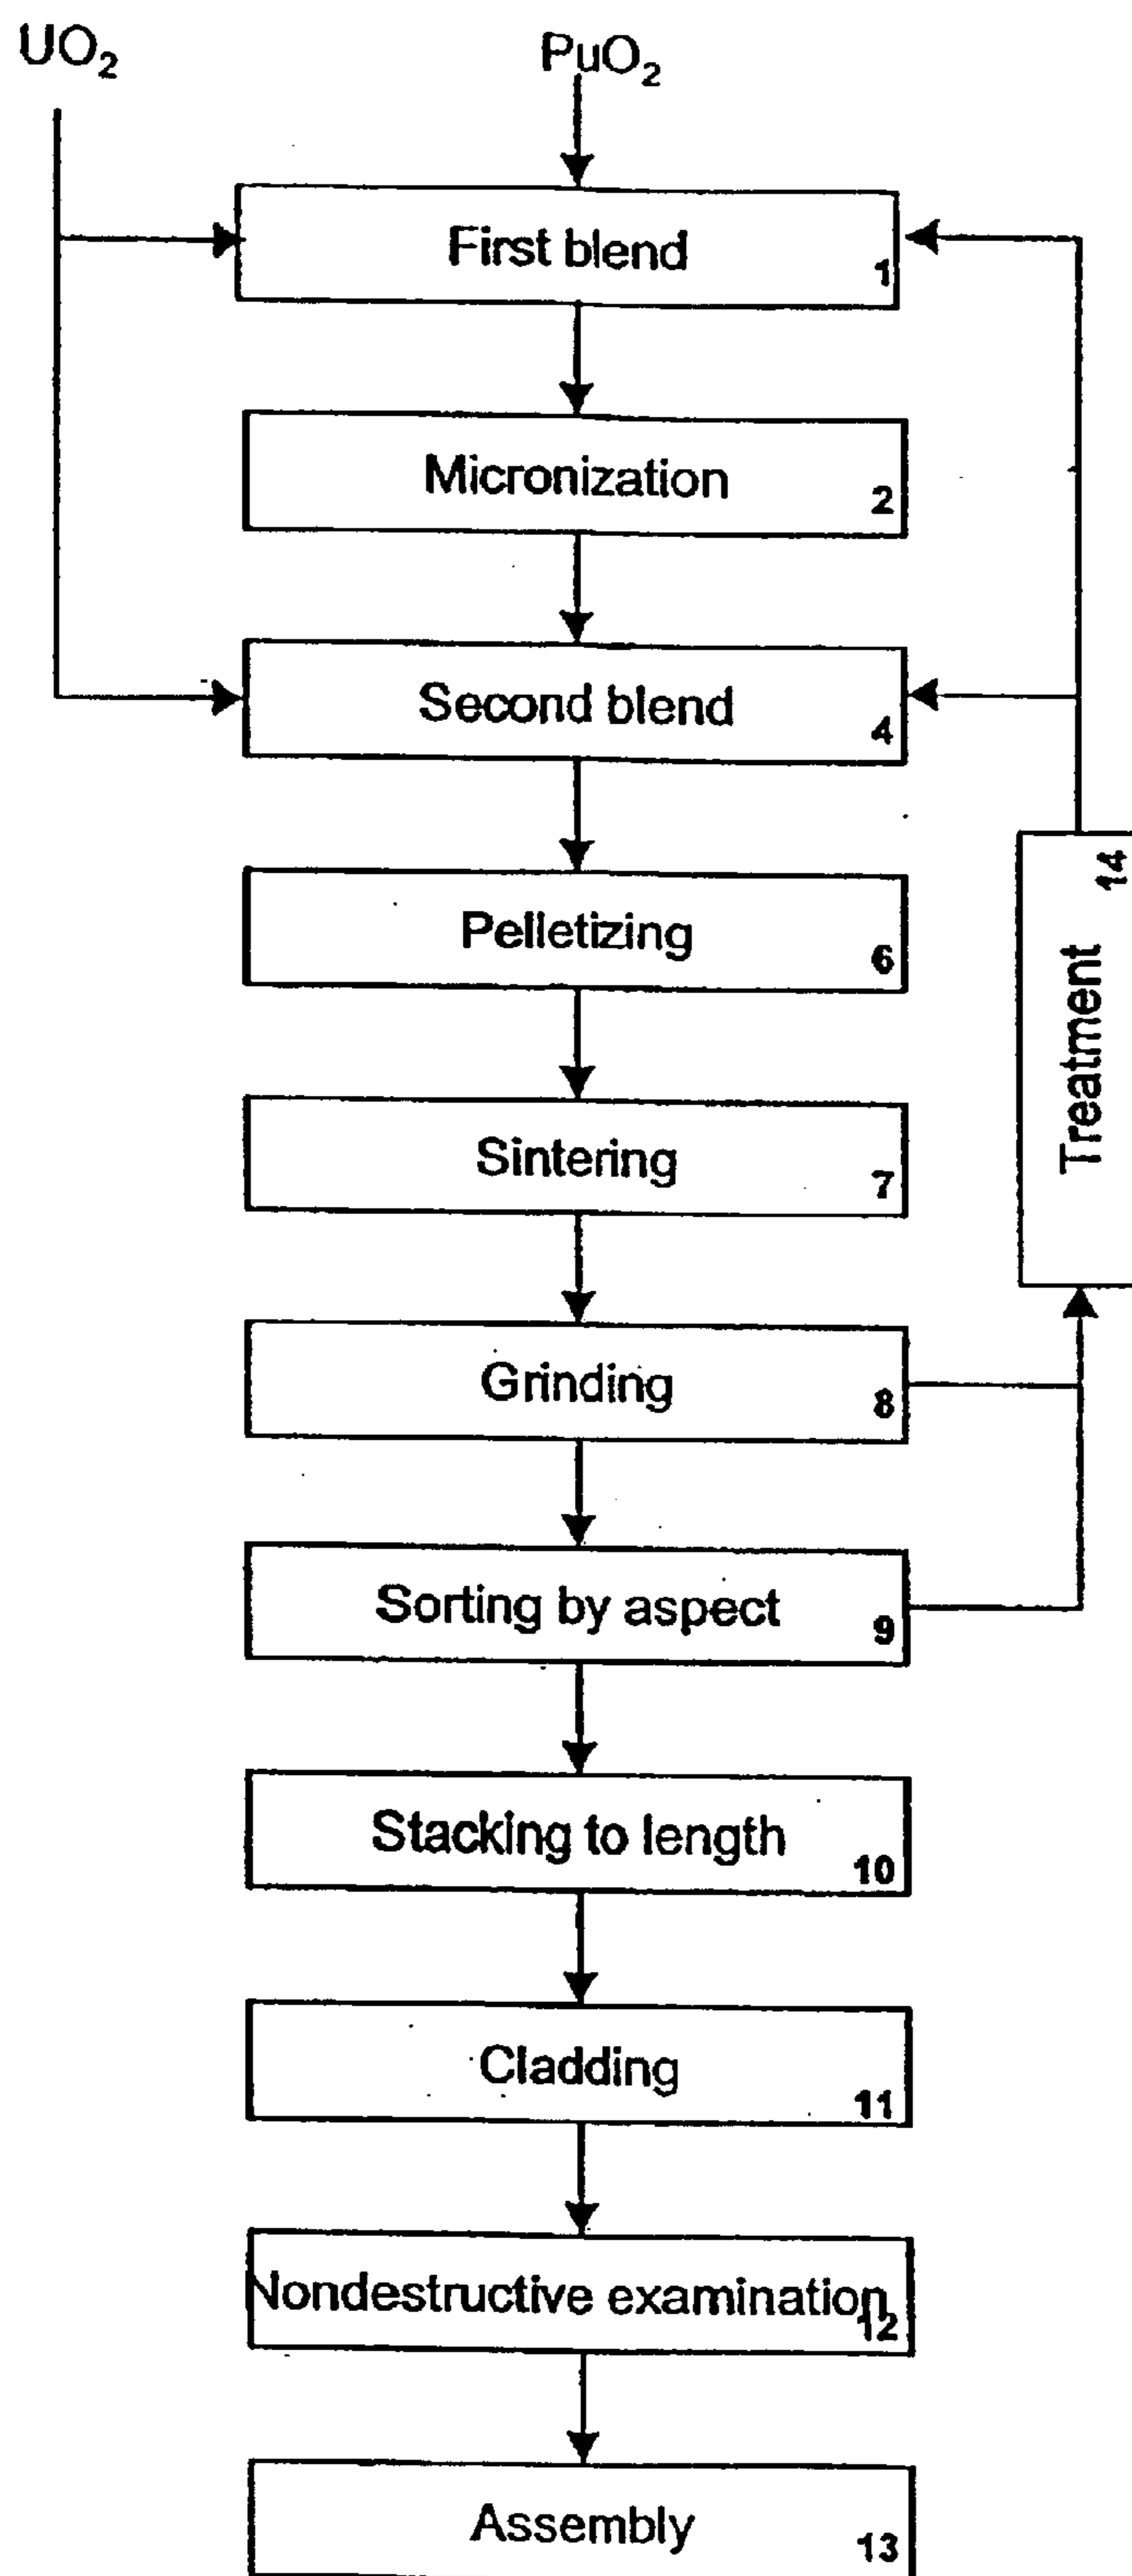 UO₂
PuO₂
First blend
1
Micronization
2
Second blend
4
Pelletizing
6
14
Treatment
Sintering
7
Grinding
8
Sorting by aspect
9
Stacking to length
10
Cladding
11
Nondestructive examination
12
Assembly
13